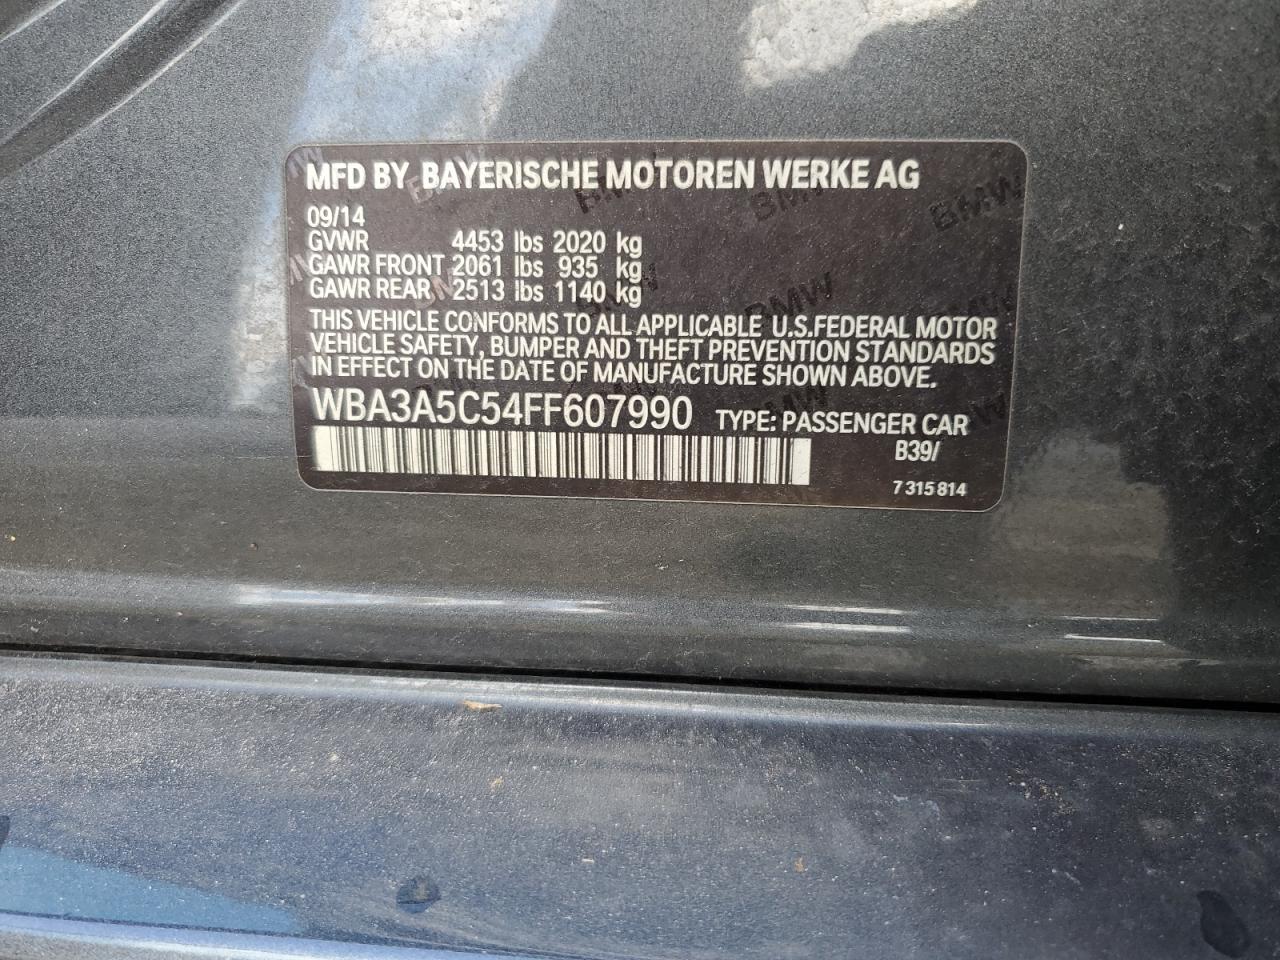 MFD BY BAYERISCHE MOTOREN WERKE AG
09/14
GVWR 4453 lbs 2020 kg
GAWR FRONT 2061 lbs 935 kg
GAWR REAR 2513 lbs 1140 kg
THIS VEHICLE CONFORMS TO ALL APPLICABLE U.S.FEDERAL MOTOR
VEHICLE SAFETY, BUMPER AND THEFT PREVENTION STANDARDS
IN EFFECT ON THE DATE OF MANUFACTURE SHOWN ABOVE.
WBA3A5C54FF607990 TYPE: PASSENGER CAR
B39/
7 315 814